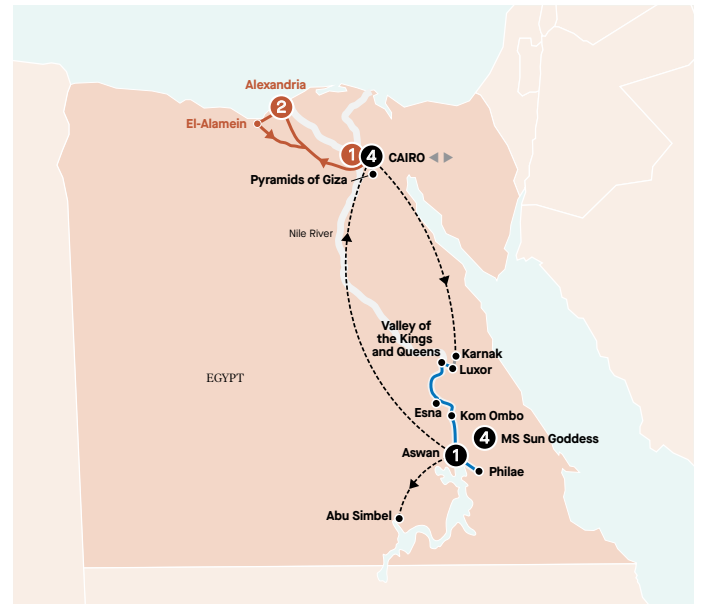 Alexandria
2
El-Alamein
1
4
CAIRO
Pyramids of Giza
Nile River
Valley of
the Kings
and Queens
Karnak
Luxor
EGYPT
Esna
Kom Ombo
4
MS Sun Goddess
Aswan
1
Philae
Abu Simbel